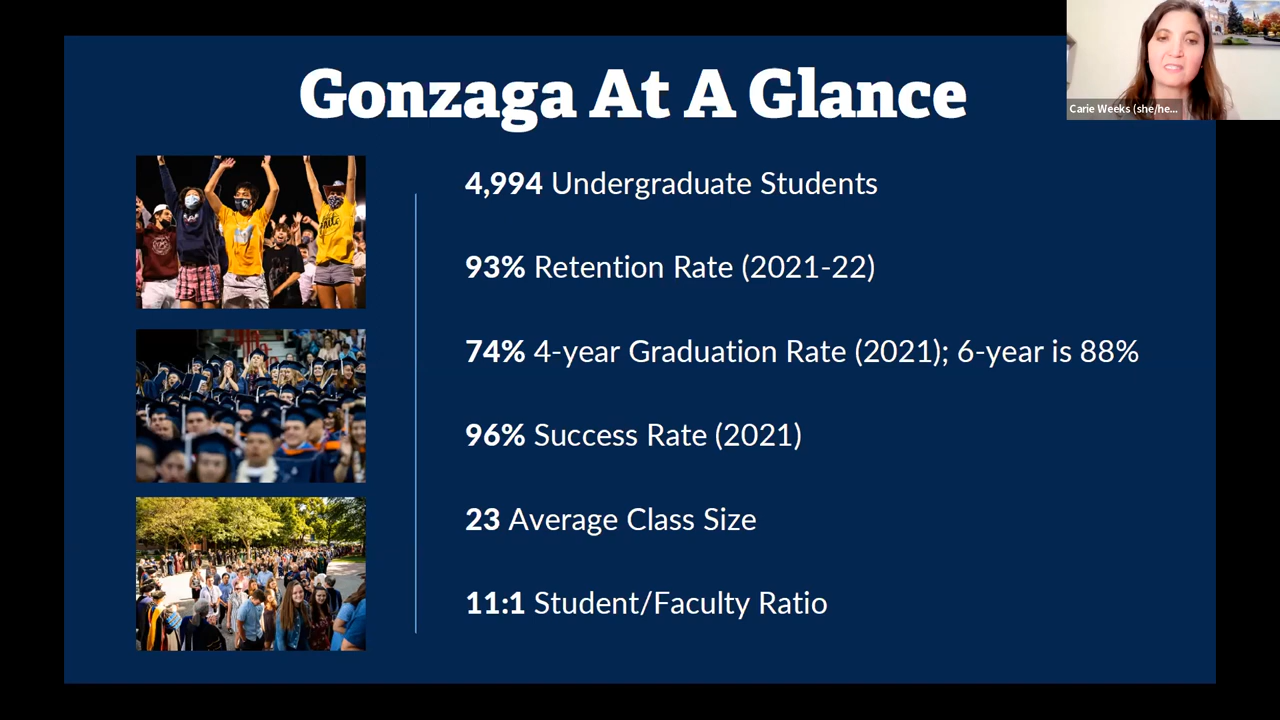 Gonzaga At A Glance
Carie Weeks (she/he...
4,994 Undergraduate Students
93% Retention Rate (2021-22)
74% 4-year Graduation Rate (2021); 6-year is 88%
96% Success Rate (2021)
23 Average Class Size
11:1 Student/Faculty Ratio